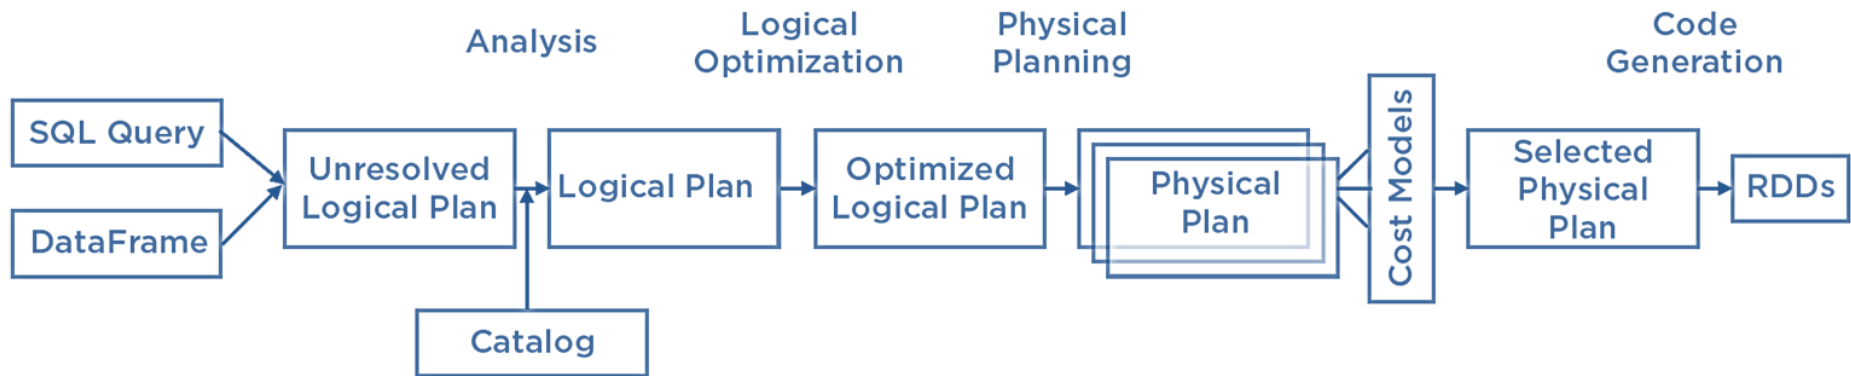 Analysis
Logical
Optimization
Physical
Planning
Code
Generation
SQL Query
DataFrame
Unresolved
Logical Plan
Catalog
Logical Plan
Optimized
Logical Plan
Physical
Plan
Cost Models
Selected
Physical
Plan
RDDs